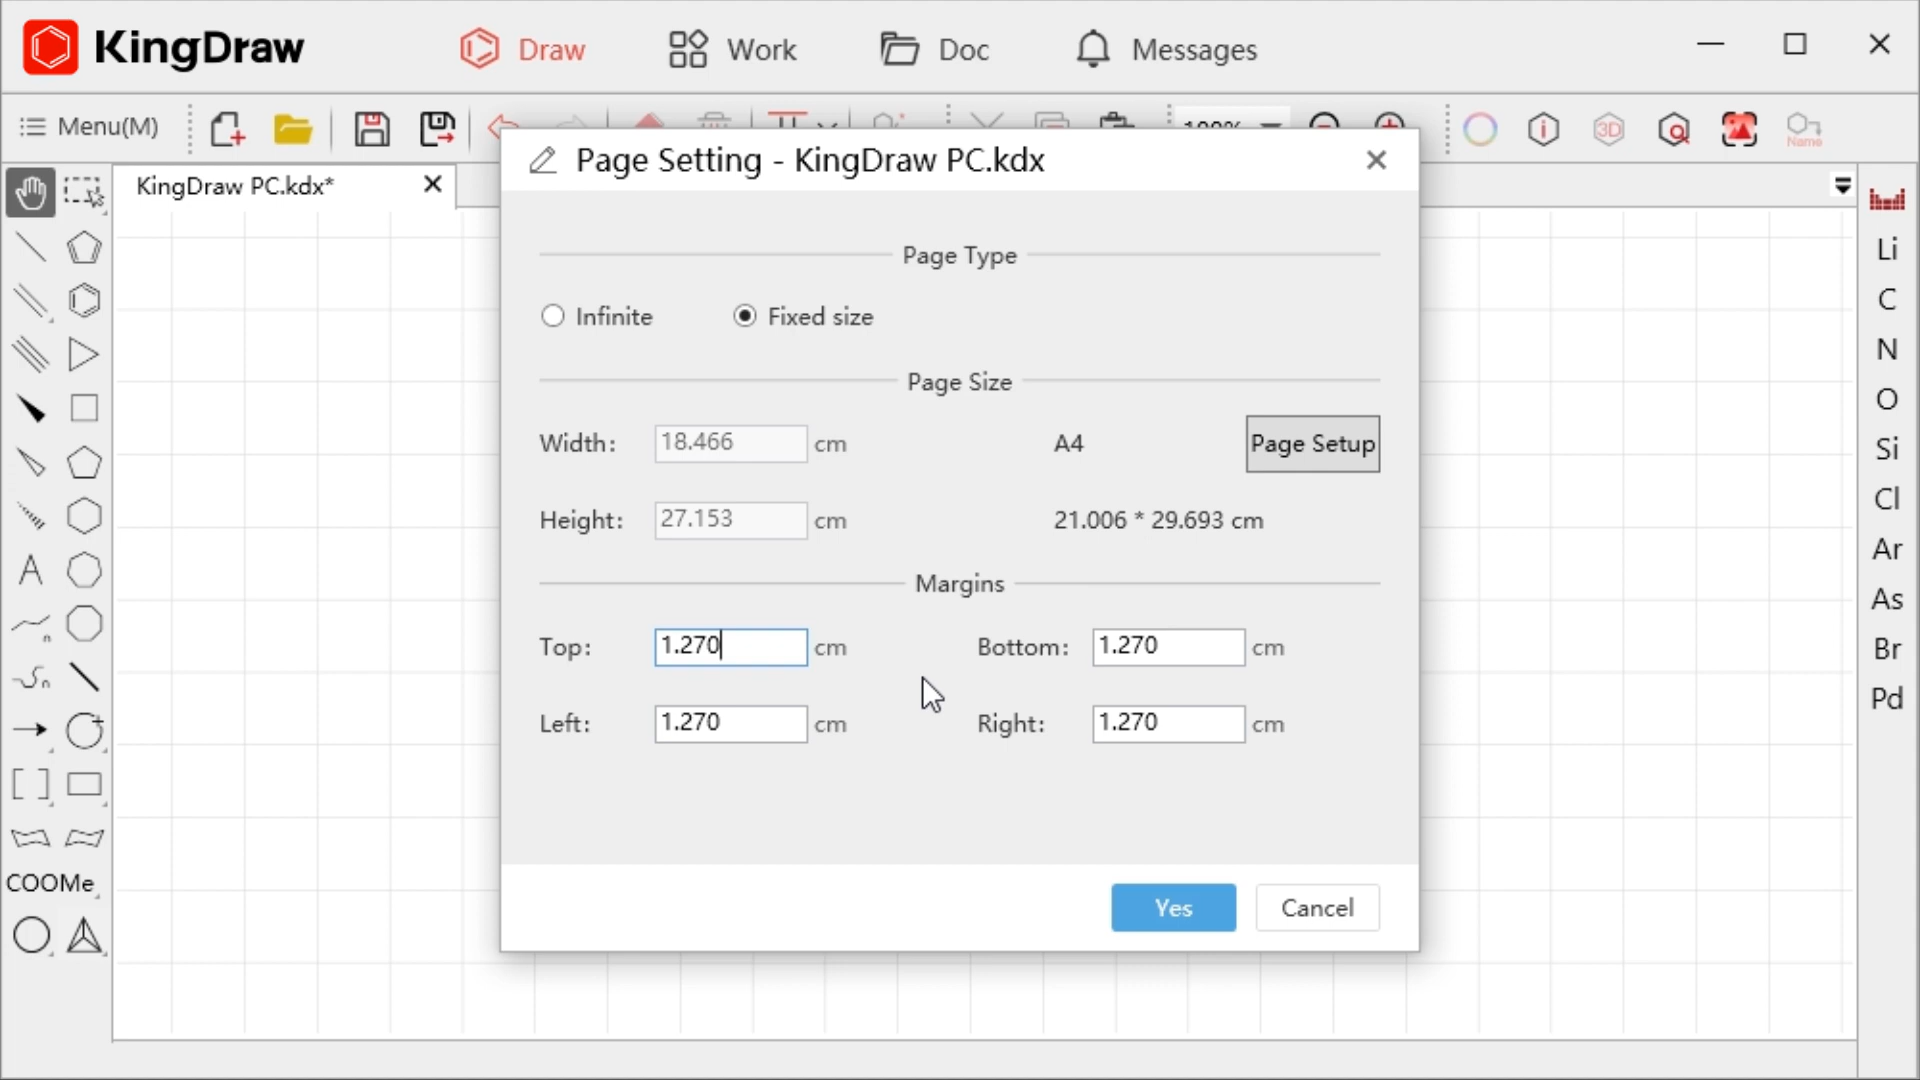 KingDraw
Draw
Work
Doc
Messages
Menu(M)
100%
3D
Name
KingDraw PC.kdx*
Page Setting - KingDraw PC.kdx
Page Type
Infinite
Fixed size
Page Size
Width: 18.466 cm
A4
Page Setup
Height: 27.153 cm
21.006 * 29.693 cm
Margins
Top: 1.270 cm
Bottom: 1.270 cm
Left: 1.270 cm
Right: 1.270 cm
Yes
Cancel
A
n
n
COOMe
Li
C
N
O
Si
Cl
Ar
As
Br
Pd